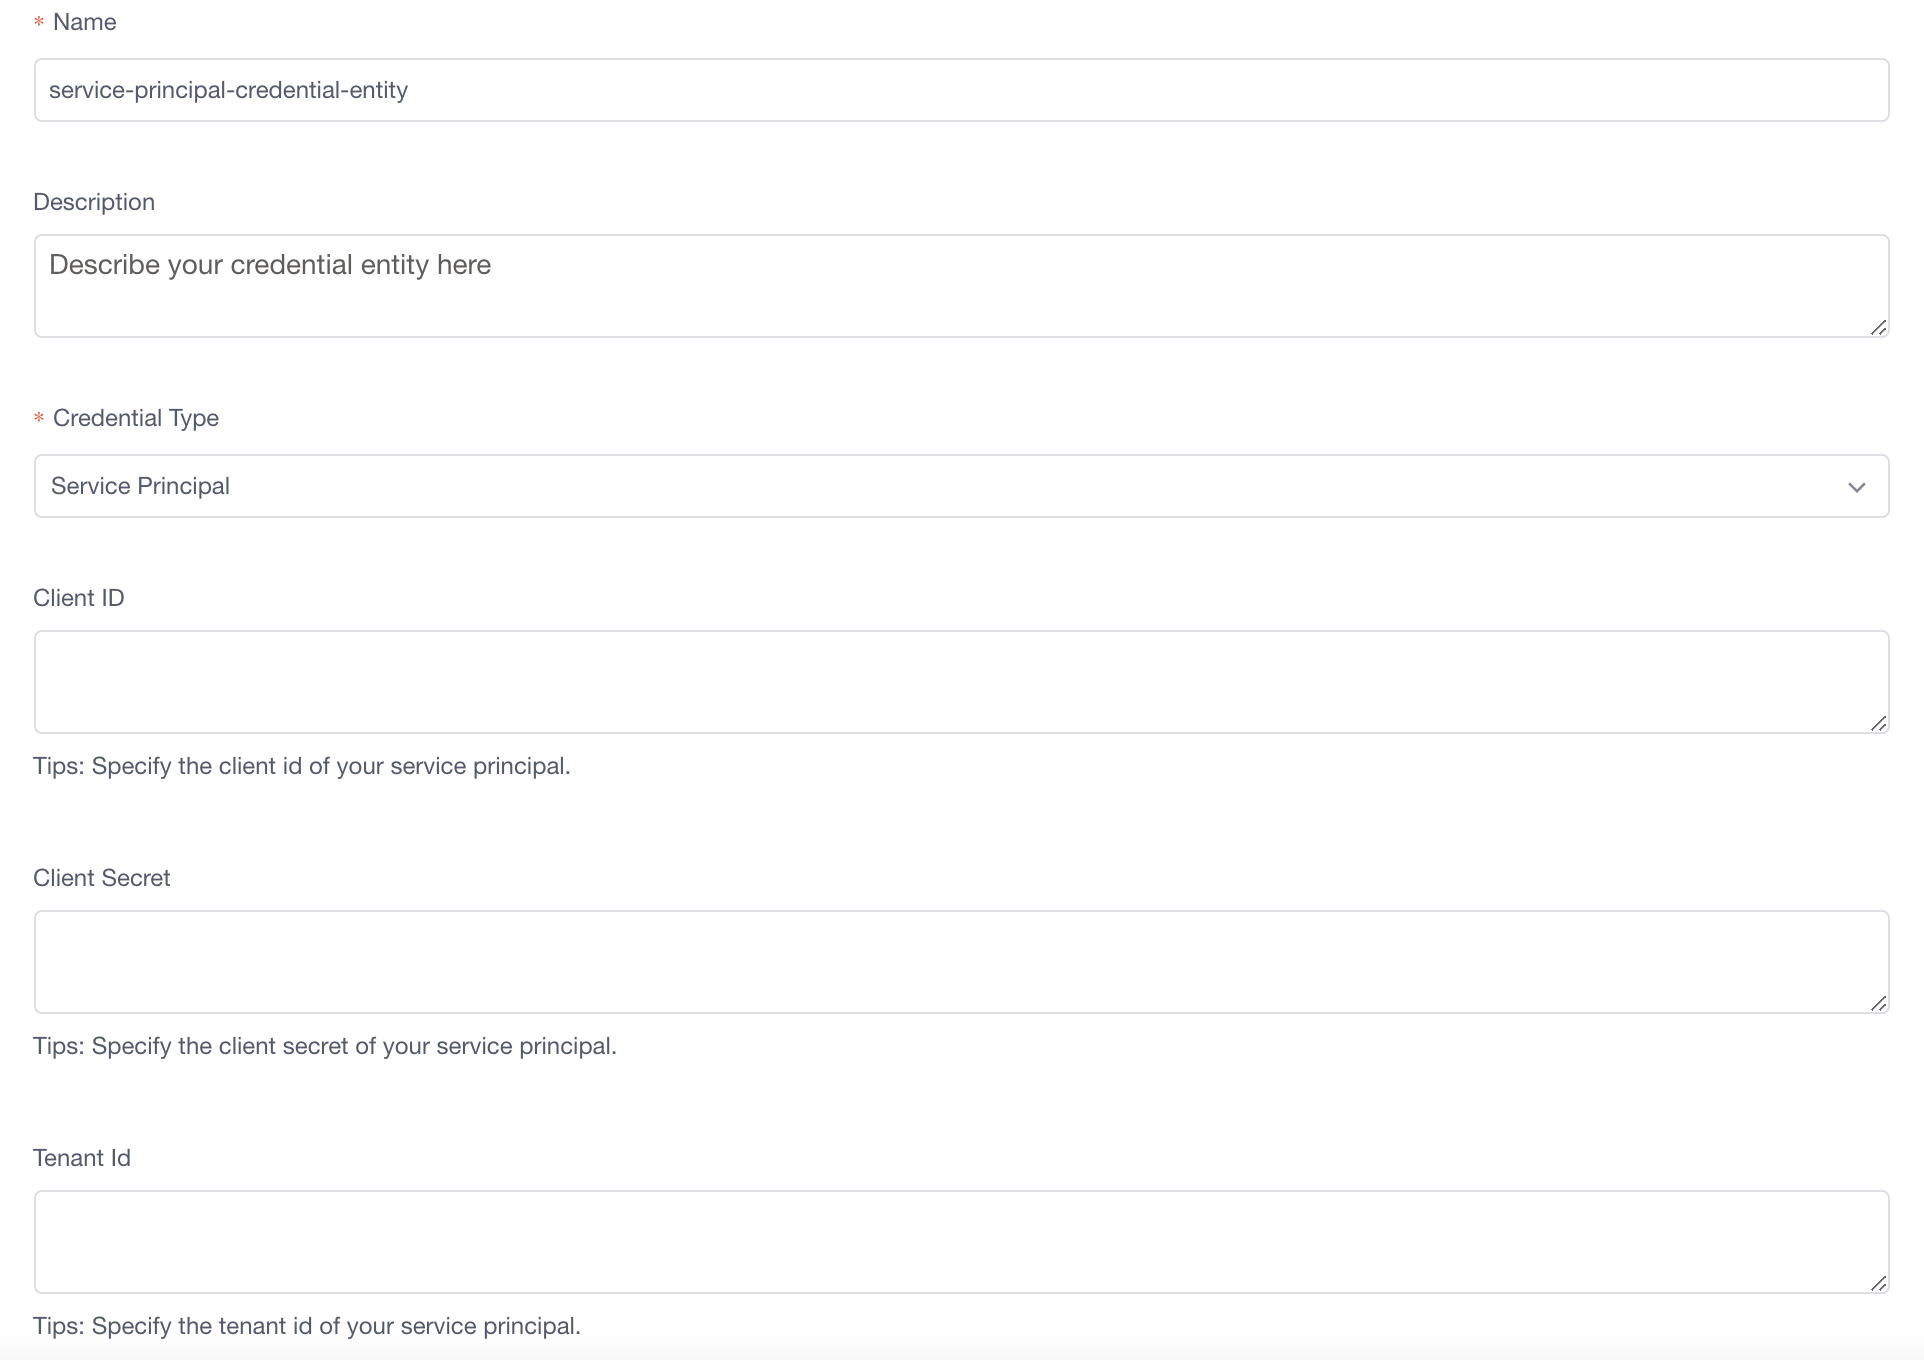 * Name
service-principal-credential-entity
Description
Describe your credential entity here
* Credential Type
Service Principal
Client ID
Tips: Specify the client id of your service principal.
Client Secret
Tips: Specify the client secret of your service principal.
Tenant Id
Tips: Specify the tenant id of your service principal.